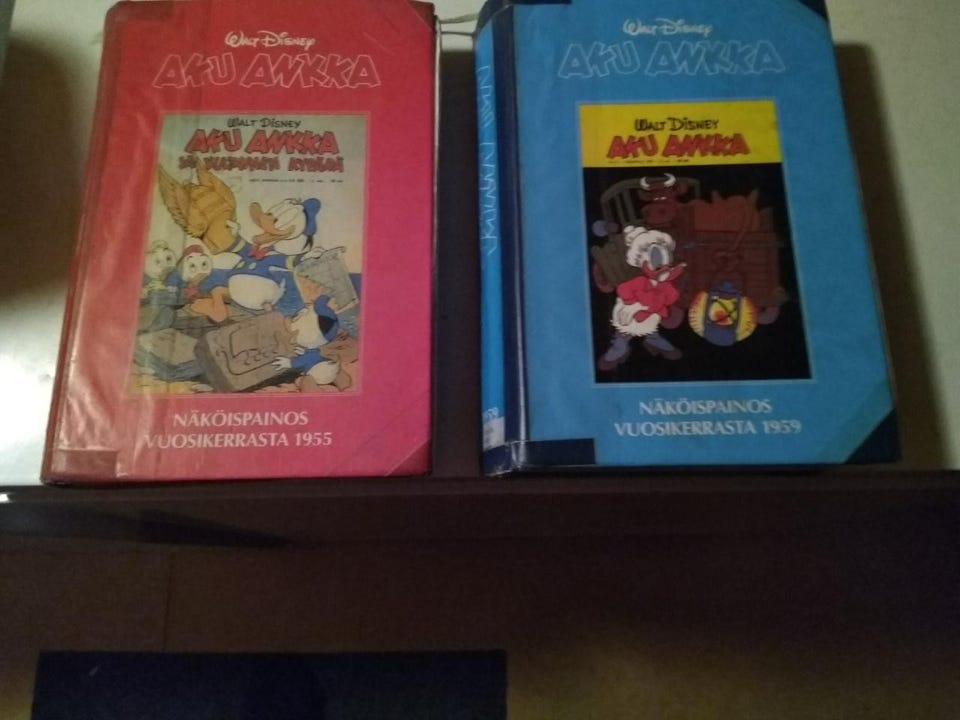 WALT DISNEY
AKU ANKKA
WALT DISNEY
AKU ANKKA
NÄKÖISPAINOS
VUOSIKERRASTA 1955
WALT DISNEY
AKU ANKKA
WALT DISNEY
AKU ANKKA
NÄKÖISPAINOS
VUOSIKERRASTA 1959
1959